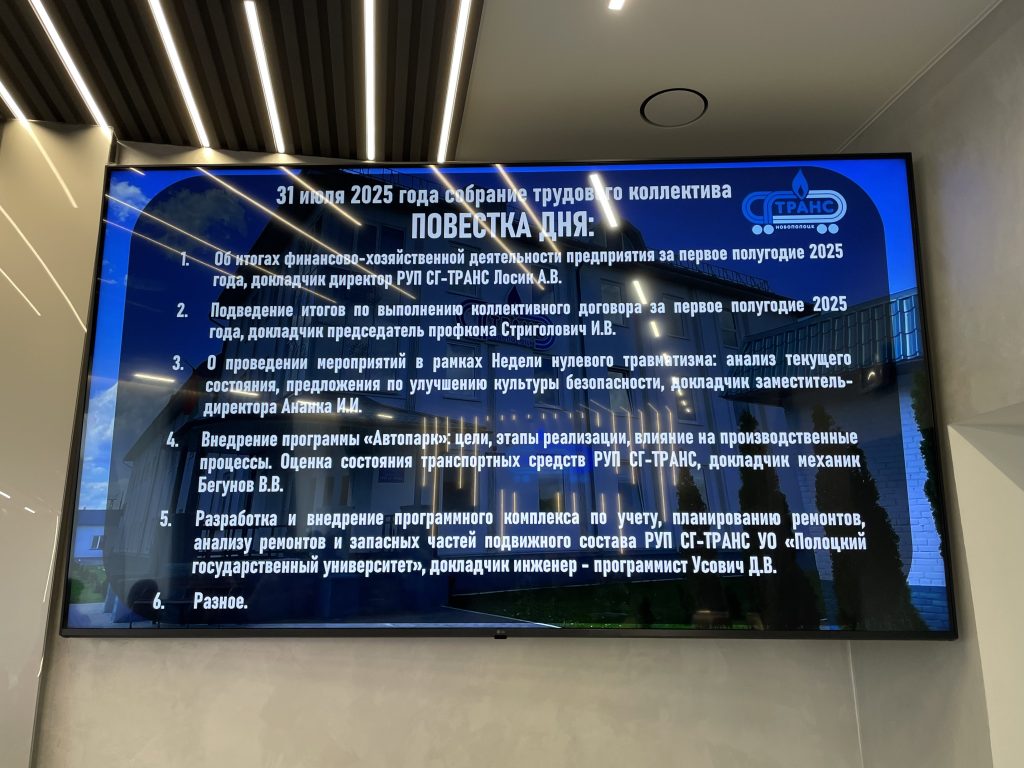 31 июля 2025 года собрание трудового коллектива
ПОВЕСТКА ДНЯ:
СГ ТРАНС
НОВОПОЛОЦК
1. Об итогах финансово-хозяйственной деятельности предприятия за первое полугодие 2025
года, докладчик директор РУП СГ-ТРАНС Лосик А.В.
2. Подведение итогов по выполнению коллективного договора за первое полугодие 2025
года, докладчик председатель профкома Стриголович И.В.
3. О проведении мероприятий в рамках Недели нулевого травматизма: анализ текущего
состояния, предложения по улучшению культуры безопасности, докладчик заместитель-
директора Ананка И.И.
4. Внедрение программы «Автопарк»: цели, этапы реализации, влияние на производственные
процессы. Оценка состояния транспортных средств РУП СГ-ТРАНС, докладчик механик
Бегунов В.В.
5. Разработка и внедрение программного комплекса по учету, планированию ремонтов,
анализу ремонтов и запасных частей подвижного состава РУП СГ-ТРАНС УО «Полоцкий
государственный университет», докладчик инженер - программист Усович Д.В.
6. Разное.
LG